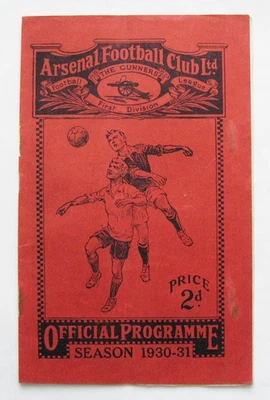 Arsenal Football Club Ltd.
"THE GUNNERS"
Football League
First Division
PRICE
2d.
OFFICIAL PROGRAMME
SEASON 1930-31